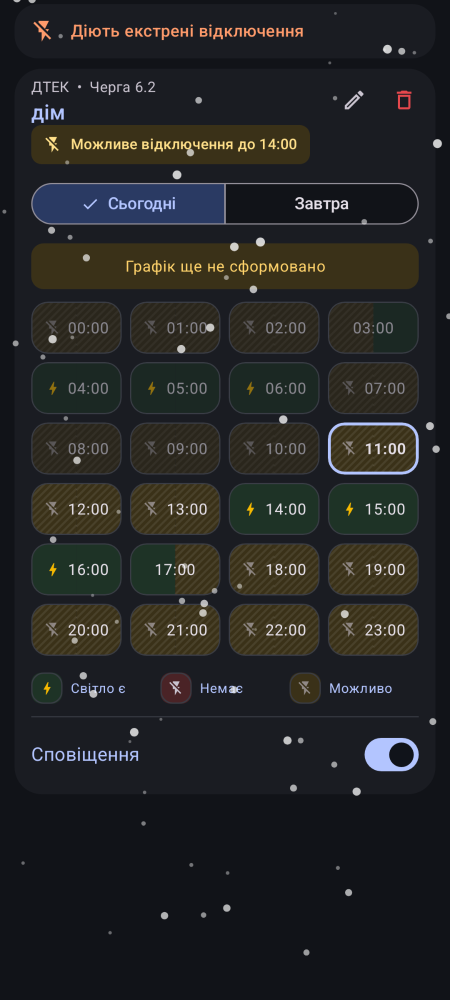 Діють екстрені відключення
ДТЕК • Черга 6.2
дім
Можливе відключення до 14:00
Сьогодні Завтра
Графік ще не сформовано
00:00 01:00 02:00 03:00
04:00 05:00 06:00 07:00
08:00 09:00 10:00 11:00
12:00 13:00 14:00 15:00
16:00 17:00 18:00 19:00
20:00 21:00 22:00 23:00
Світло є Немає Можливо
Сповіщення